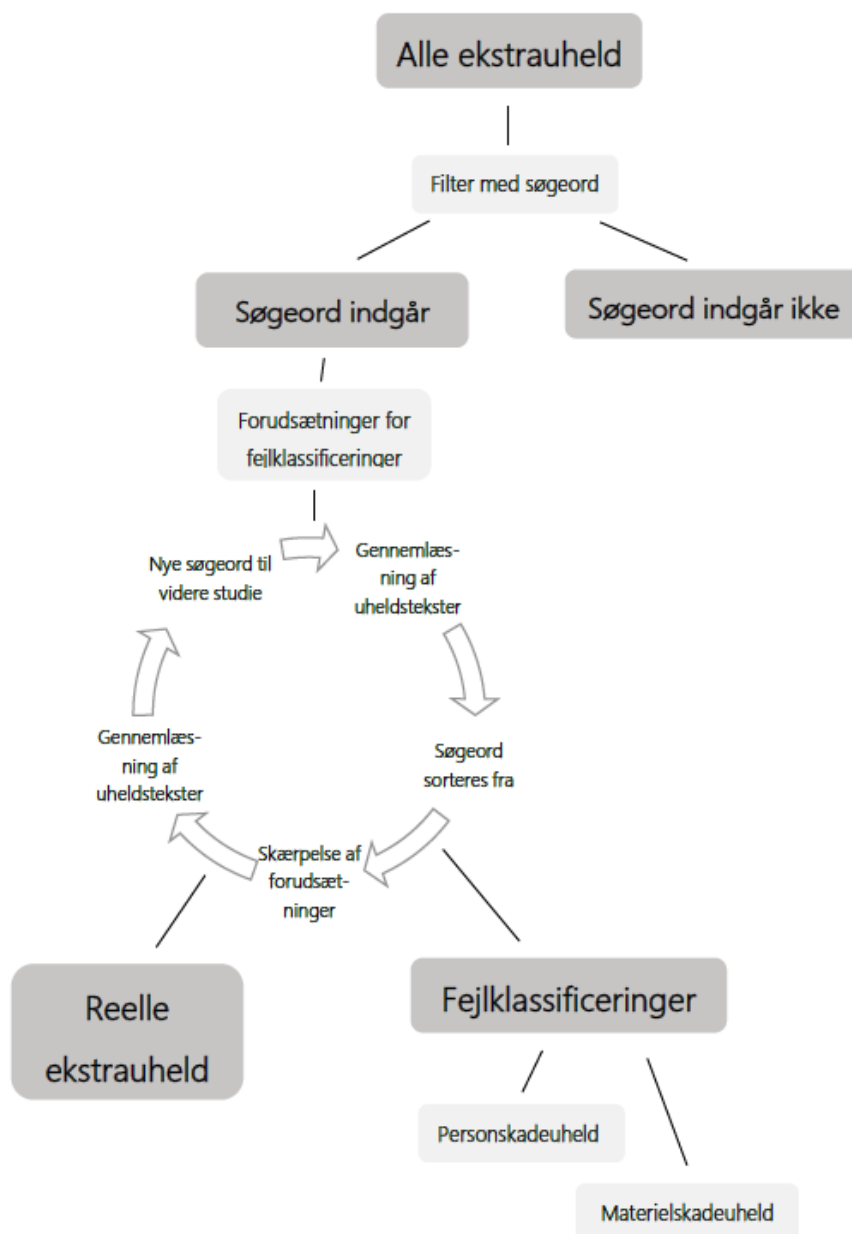 Alle ekstrauheld
Filter med søgeord
Søgeord indgår
Søgeord indgår ikke
Forudsætninger for
fejlklassificeringer
Nye søgeord til
videre studie
Gennemlæs-
ning af
uheldstekster
Søgeord
sorteres fra
Skærpelse af
forudsæt-
ninger
Gennemlæs-
ning af
uheldstekster
Reelle
ekstrauheld
Fejlklassificeringer
Personskadeuheld
Materielskadeuheld